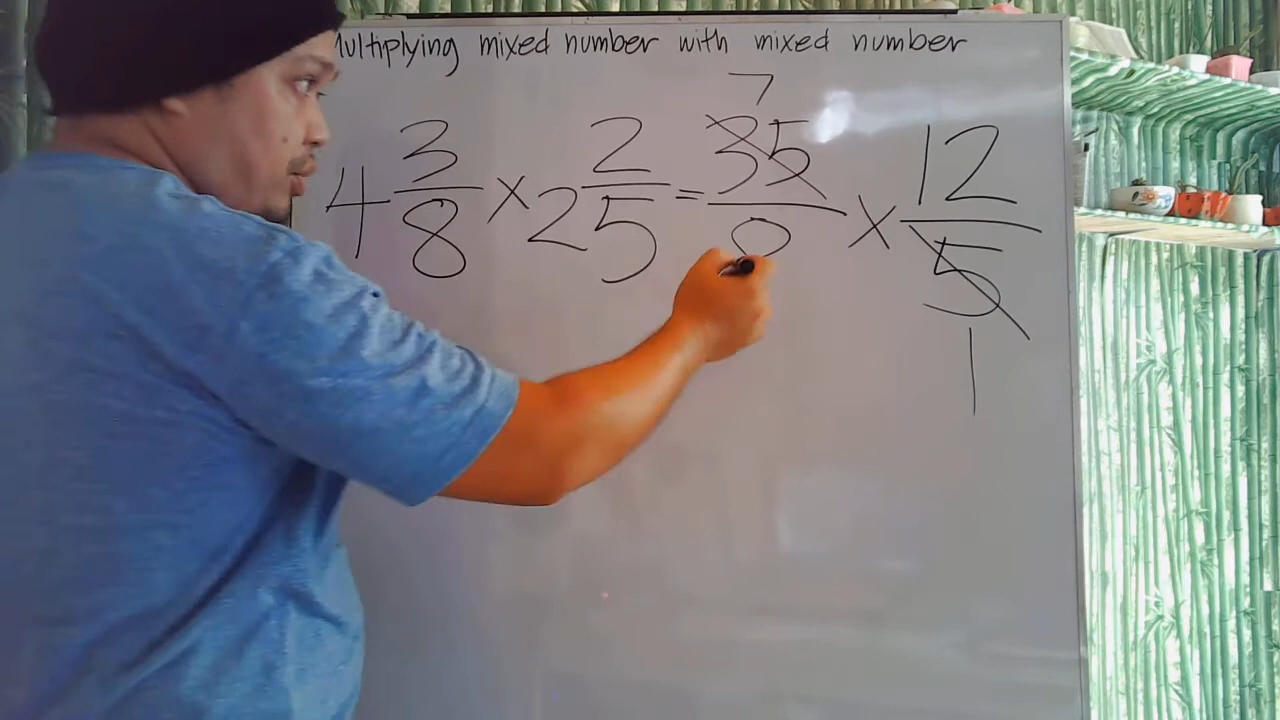 Multiplying mixed number with mixed number
7
4 3/8 × 2 2/5 = 35/8 × 12/5
1